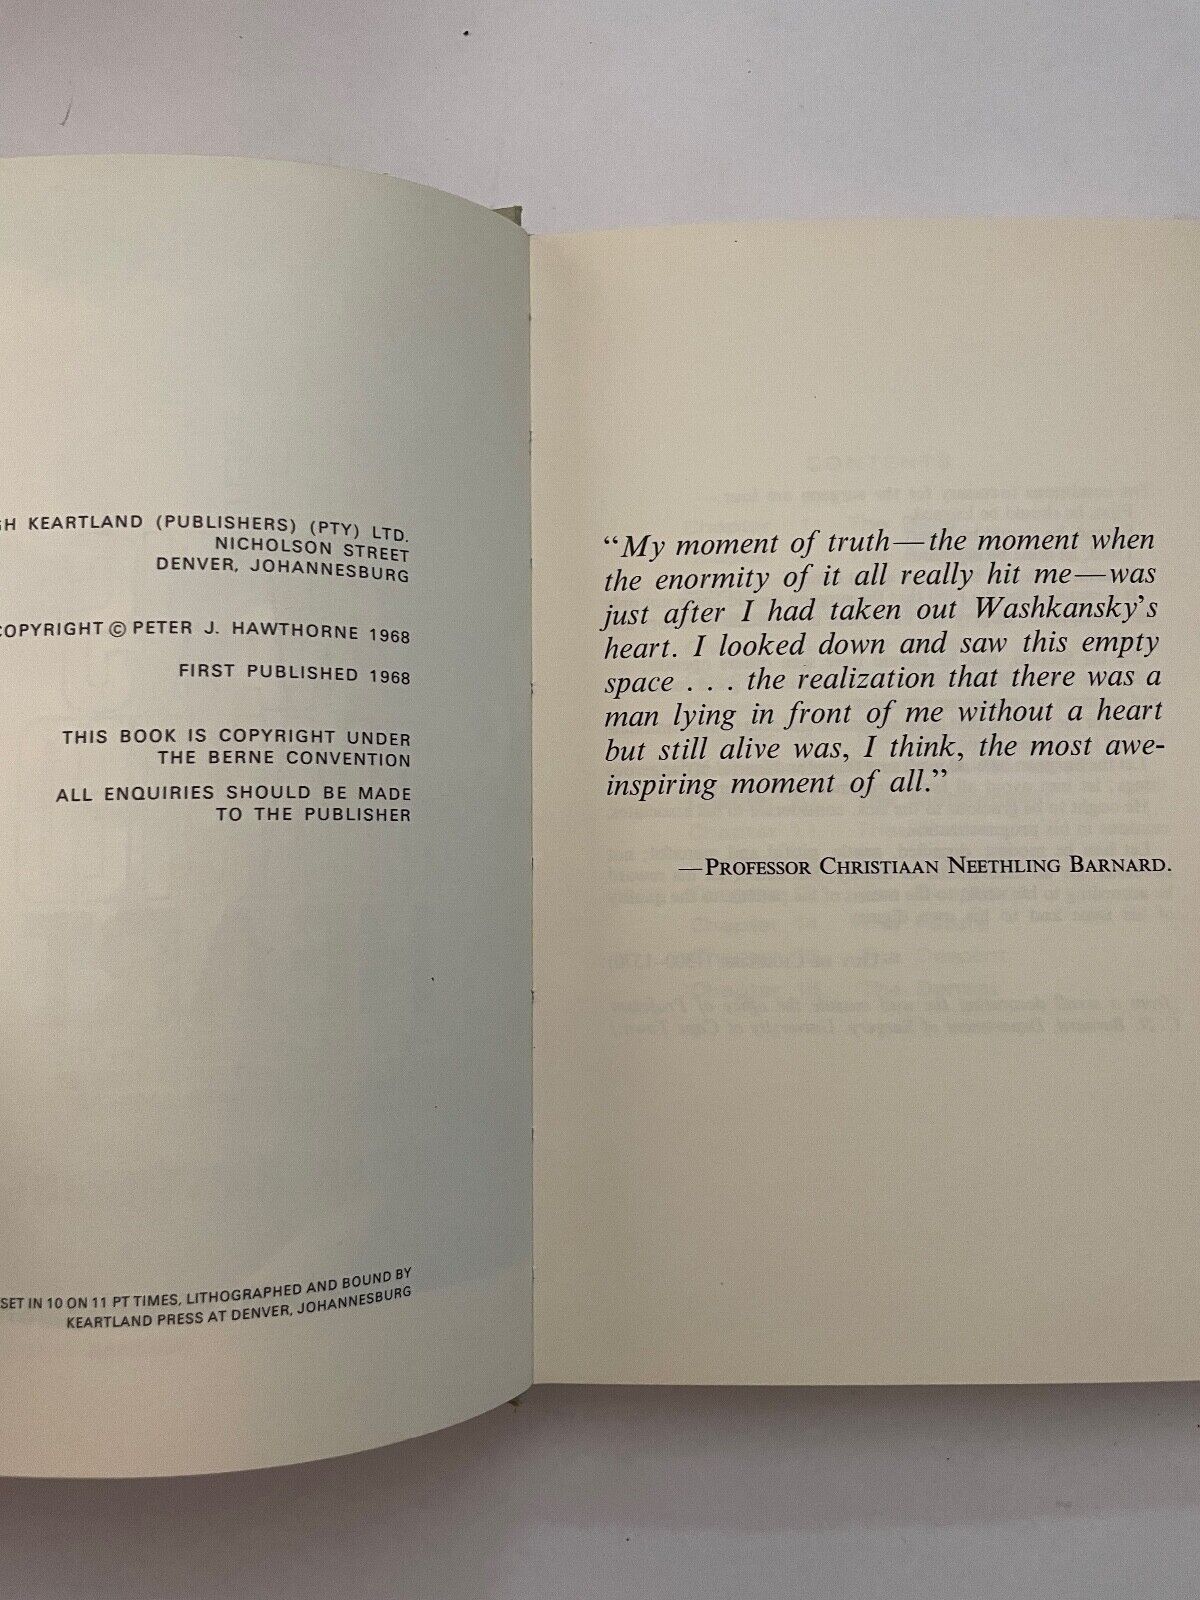 KEARTLAND (PUBLISHERS) (PTY) LTD.
NICHOLSON STREET
DENVER, JOHANNESBURG
COPYRIGHT © PETER J. HAWTHORNE 1968
FIRST PUBLISHED 1968
THIS BOOK IS COPYRIGHT UNDER
THE BERNE CONVENTION
ALL ENQUIRIES SHOULD BE MADE
TO THE PUBLISHER
SET IN 10 ON 11 PT TIMES, LITHOGRAPHED AND BOUND BY
KEARTLAND PRESS AT DENVER, JOHANNESBURG
“My moment of truth—the moment when
the enormity of it all really hit me—was
just after I had taken out Washkansky’s
heart. I looked down and saw this empty
space . . . the realization that there was a
man lying in front of me without a heart
but still alive was, I think, the most awe-
inspiring moment of all.”
—PROFESSOR CHRISTIAAN NEETHLING BARNARD.